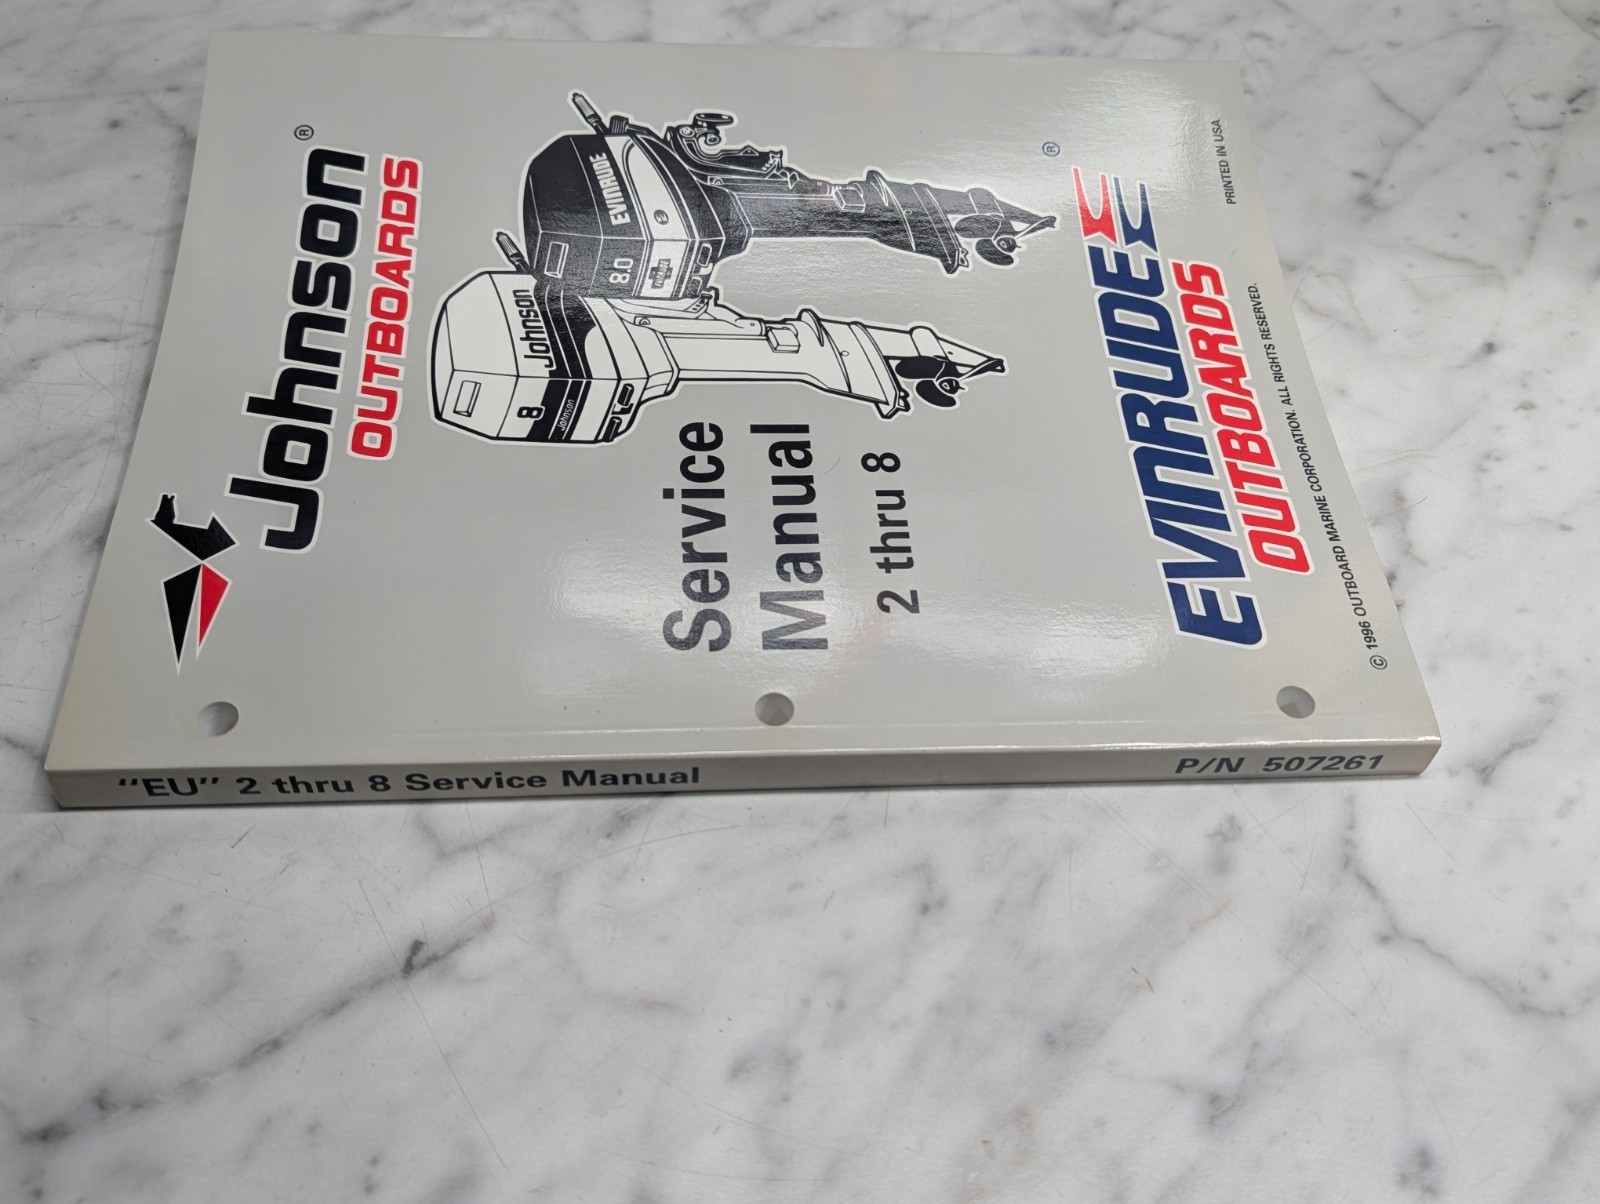 Johnson®
OUTBOARDS
EVINRUDE
8.0
Johnson
8
Johnson
Service
Manual
2 thru 8
®
EVINRUDE
OUTBOARDS
© 1996 OUTBOARD MARINE CORPORATION. ALL RIGHTS RESERVED.
PRINTED IN USA
"EU" 2 thru 8 Service Manual
P/N 507261